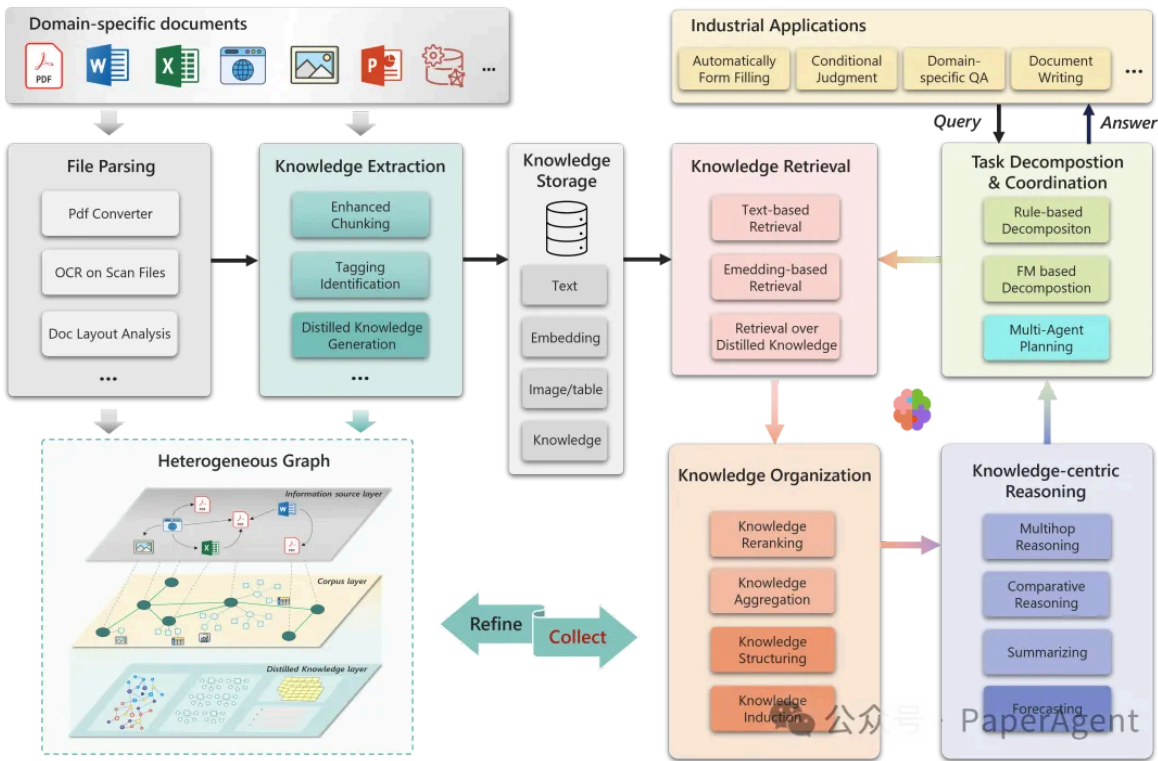 Domain-specific documents
PDF
W
X
P
...
Industrial Applications
Automatically
Form Filling
Conditional
Judgment
Domain-
specific QA
Document
Writing
...
Query
Answer
File Parsing
Pdf Converter
OCR on Scan Files
Doc Layout Analysis
...
Knowledge Extraction
Enhanced
Chunking
Tagging
Identification
Distilled Knowledge
Generation
...
Knowledge
Storage
Text
Embedding
Image/table
Knowledge
Knowledge Retrieval
Text-based
Retrieval
Emedding-based
Retrieval
Retrieval over
Distilled Knowledge
Task Decompostion
& Coordination
Rule-based
Decompositon
FM based
Decompostion
Multi-Agent
Planning
Heterogeneous Graph
Information source layer
Corpus layer
Distilled Knowledge layer
Refine
Collect
Knowledge Organization
Knowledge
Reranking
Knowledge
Aggregation
Knowledge
Structuring
Knowledge
Induction
Knowledge-centric
Reasoning
Multihop
Reasoning
Comparative
Reasoning
Summarizing
Forecasting
公众号 · PaperAgent